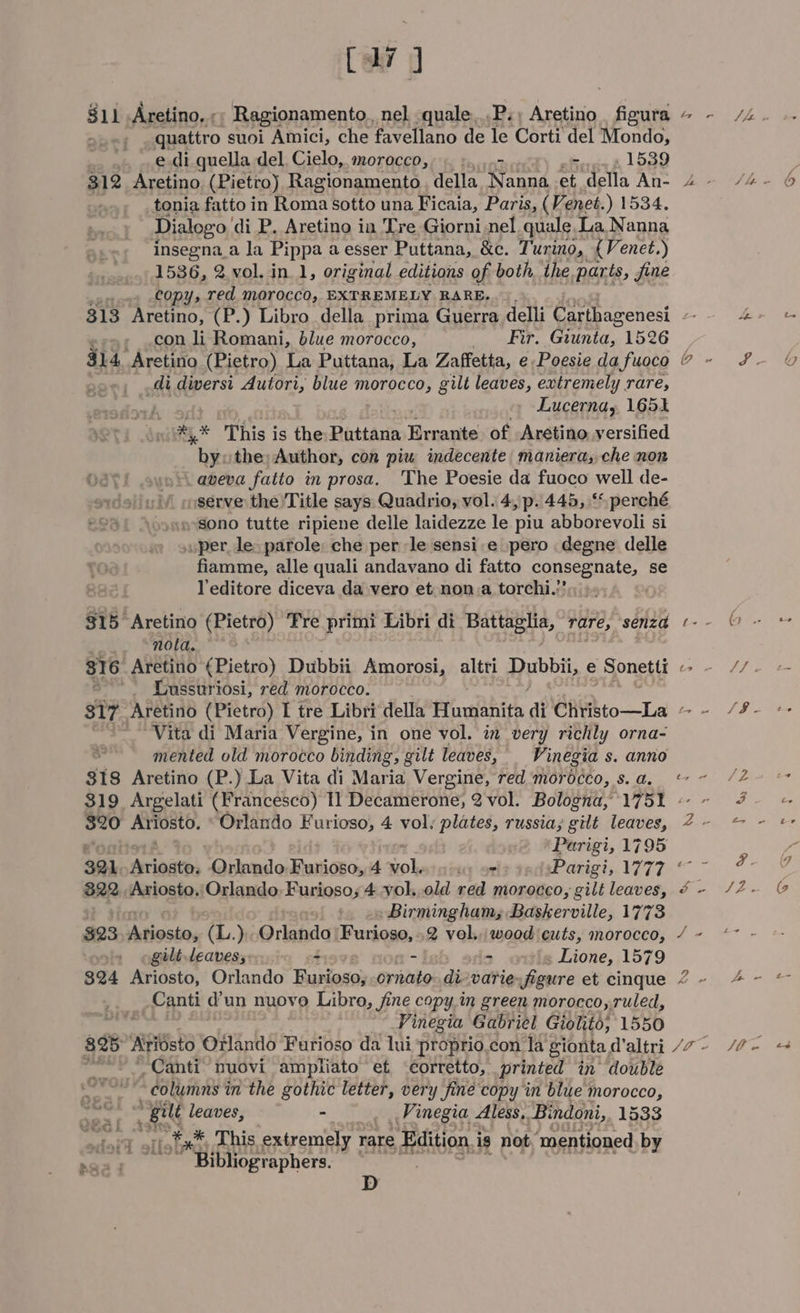 [ 17 ]
311 Aretino. Ragionamento nel quale P. Aretino figura
quattro suoi Amici, che favellano de le Corti del Mondo,
e di quella del Cielo, morocco, - - 1539
312 Aretino (Pietro) Ragionamento della Nanna et della An-
tonia fatto in Roma sotto una Ficaia, Paris, (Venet.) 1534.
Dialogo di P. Aretino in Tre Giorni nel quale La Nanna
insegna a la Pippa a esser Puttana, &c. Turino, (Venet.)
1536, 2 vol. in 1, original editions of both the parts, fine
copy, red morocco, EXTREMELY RARE.
313 Aretino, (P.) Libro della prima Guerra delli Carthagenesi
con li Romani, blue morocco, Fir. Giunta, 1526
314 Aretino (Pietro) La Puttana, La Zaffetta, e Poesie da fuoco
di diversi Autori, blue morocco, gilt leaves, extremely rare,
Lucerna, 1651
*** This is the Puttana Errante of Aretino versified
by the Author, con piu indecente maniera, che non
aveva fatto in prosa. The Poesie da fuoco well de-
serve the Title says Quadrio, vol. 4, p. 445, “perché
sono tutte ripiene delle laidezze le piu abborevoli si
per le parole che per le sensi e pero degne delle
fiamme, alle quali andavano di fatto consegnate, se
l'editore diceva da vero et non a torchi.”
315 Aretino (Pietro) Tre primi Libri di Battaglia, rare, senza
nota.
316 Aretino (Pietro) Dubbii Amorosi, altri Dubbii, e Sonetti
Lussuriosi, red morocco.
317 Aretino (Pietro) I tre Libri della Humanita di Christo—La
Vita di Maria Vergine, in one vol. in very richly orna-
mented old morocco binding, gilt leaves, Vinegia s. anno
318 Aretino (P.) La Vita di Maria Vergine, red morocco, s. a.
319 Argelati (Francesco) Il Decamerone, 2 vol. Bologna, 1751
320 Ariosto. Orlando Furioso, 4 vol. plates, russia, gilt leaves,
Parigi, 1795
321 Ariosto. Orlando Furioso, 4 vol. - Parigi, 1777
322 Ariosto. Orlando Furioso, 4 vol. old red morocco, gilt leaves,
Birmingham, Baskerville, 1773
323 Ariosto, (L.) Orlando Furioso, 2 vol. wood cuts, morocco,
gilt leaves, - - - Lione, 1579
324 Ariosto, Orlando Furioso, ornato di varie figure et cinque
Canti d'un nuovo Libro, fine copy in green morocco, ruled,
Vinegia Gabriel Giolito, 1550
325 Ariosto Orlando Furioso da lui proprio con la gionta d'altri
Canti nuovi ampliato et corretto, printed in double
columns in the gothic letter, very fine copy in blue morocco,
gilt leaves, - Vinegia Aless. Bindoni, 1533
*** This extremely rare Edition is not mentioned by
Bibliographers.
D